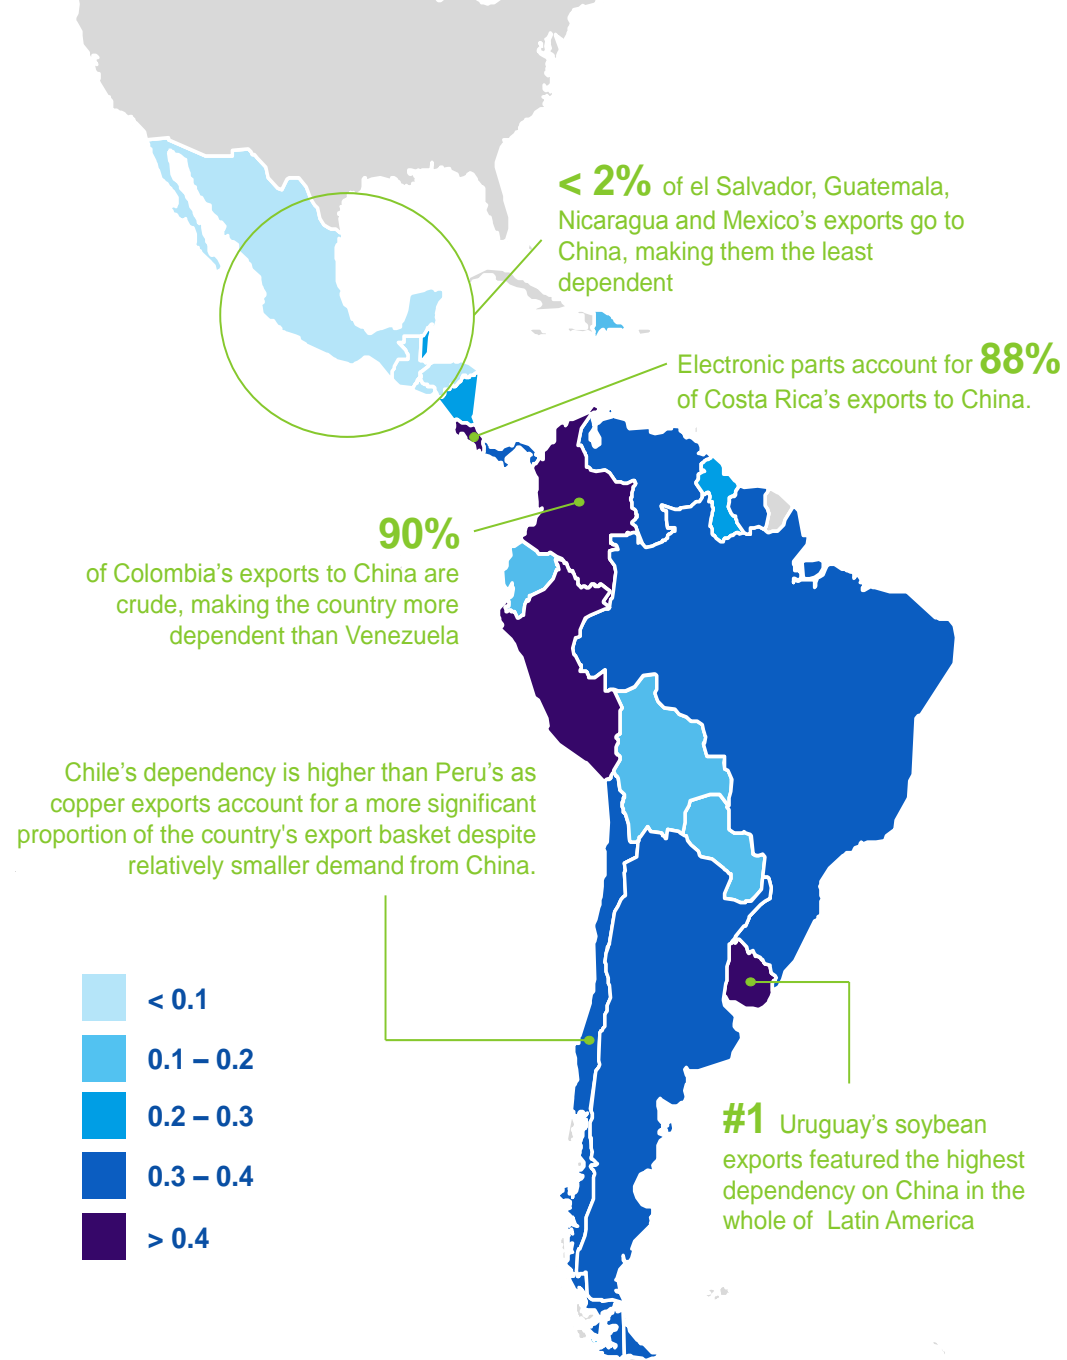 < 2% of el Salvador, Guatemala,
Nicaragua and Mexico’s exports go to
China, making them the least
dependent
Electronic parts account for 88%
of Costa Rica’s exports to China.
90%
of Colombia’s exports to China are
crude, making the country more
dependent than Venezuela
Chile’s dependency is higher than Peru’s as
copper exports account for a more significant
proportion of the country's export basket despite
relatively smaller demand from China.
< 0.1
0.1 – 0.2
0.2 – 0.3
0.3 – 0.4
> 0.4
#1 Uruguay’s soybean
exports featured the highest
dependency on China in the
whole of Latin America